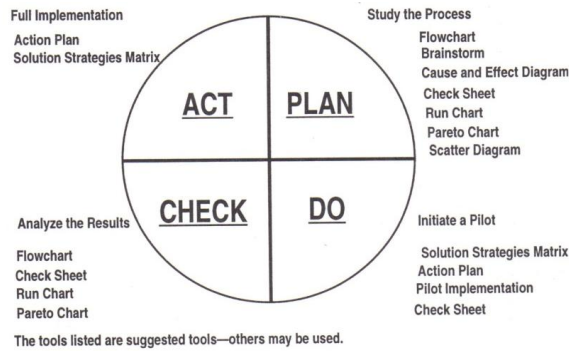 Full Implementation
Action Plan
Solution Strategies Matrix
Study the Process
Flowchart
Brainstorm
Cause and Effect Diagram
Check Sheet
Run Chart
Pareto Chart
Scatter Diagram
ACT
PLAN
CHECK
DO
Analyze the Results
Flowchart
Check Sheet
Run Chart
Pareto Chart
Initiate a Pilot
Solution Strategies Matrix
Action Plan
Pilot Implementation
Check Sheet
The tools listed are suggested tools—others may be used.